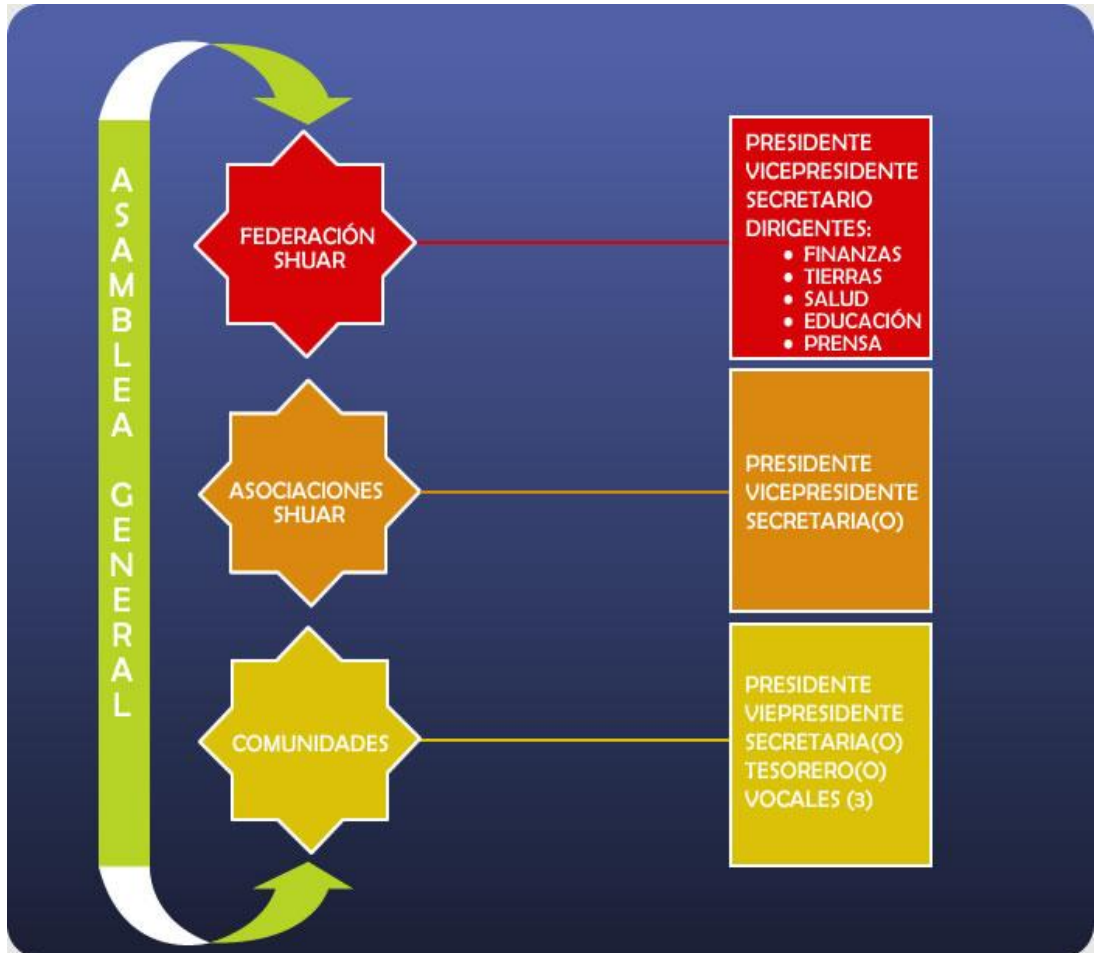 ASAMBLEA GENERAL
FEDERACIÓN
SHUAR
PRESIDENTE
VICEPRESIDENTE
SECRETARIO
DIRIGENTES:
• FINANZAS
• TIERRAS
• SALUD
• EDUCACIÓN
• PRENSA
ASOCIACIONES
SHUAR
PRESIDENTE
VICEPRESIDENTE
SECRETARIA(O)
COMUNIDADES
PRESIDENTE
VIEPRESIDENTE
SECRETARIA(O)
TESORERO(O)
VOCALES (3)